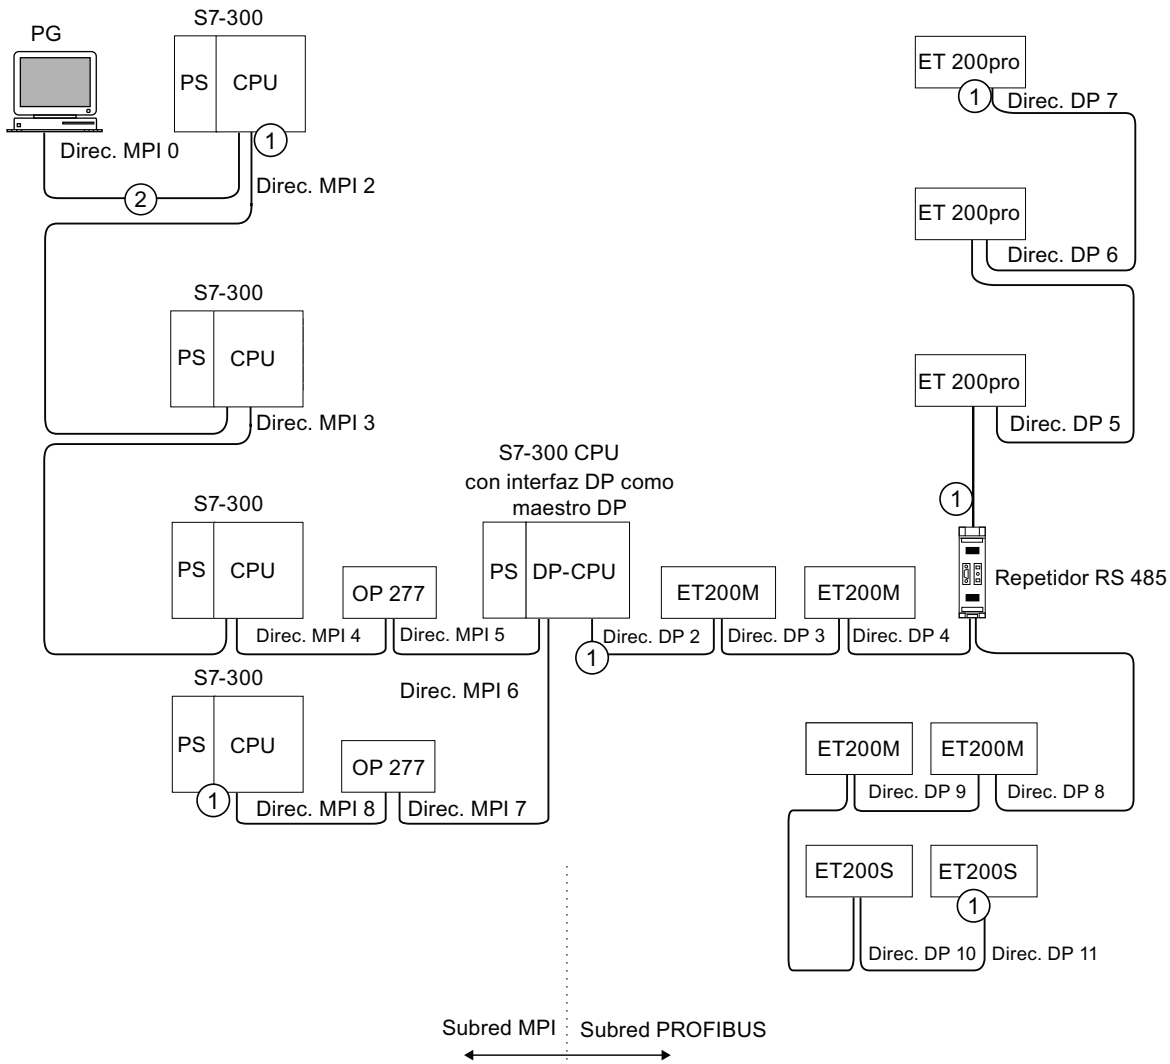 S7-300
PG
PS
CPU
1
Direc. MPI 0
2
Direc. MPI 2
S7-300
PS
CPU
Direc. MPI 3
S7-300
PS
CPU
OP 277
Direc. MPI 4
Direc. MPI 5
S7-300 CPU
con interfaz DP como
maestro DP
PS
DP-CPU
1
Direc. MPI 6
S7-300
PS
CPU
1
OP 277
Direc. MPI 8
Direc. MPI 7
ET200M
ET200M
Direc. DP 2
Direc. DP 3
Direc. DP 4
ET 200pro
1
Direc. DP 7
ET 200pro
Direc. DP 6
ET 200pro
Direc. DP 5
1
Repetidor RS 485
ET200M
ET200M
Direc. DP 9
Direc. DP 8
ET200S
ET200S
1
Direc. DP 10
Direc. DP 11
Subred MPI
Subred PROFIBUS